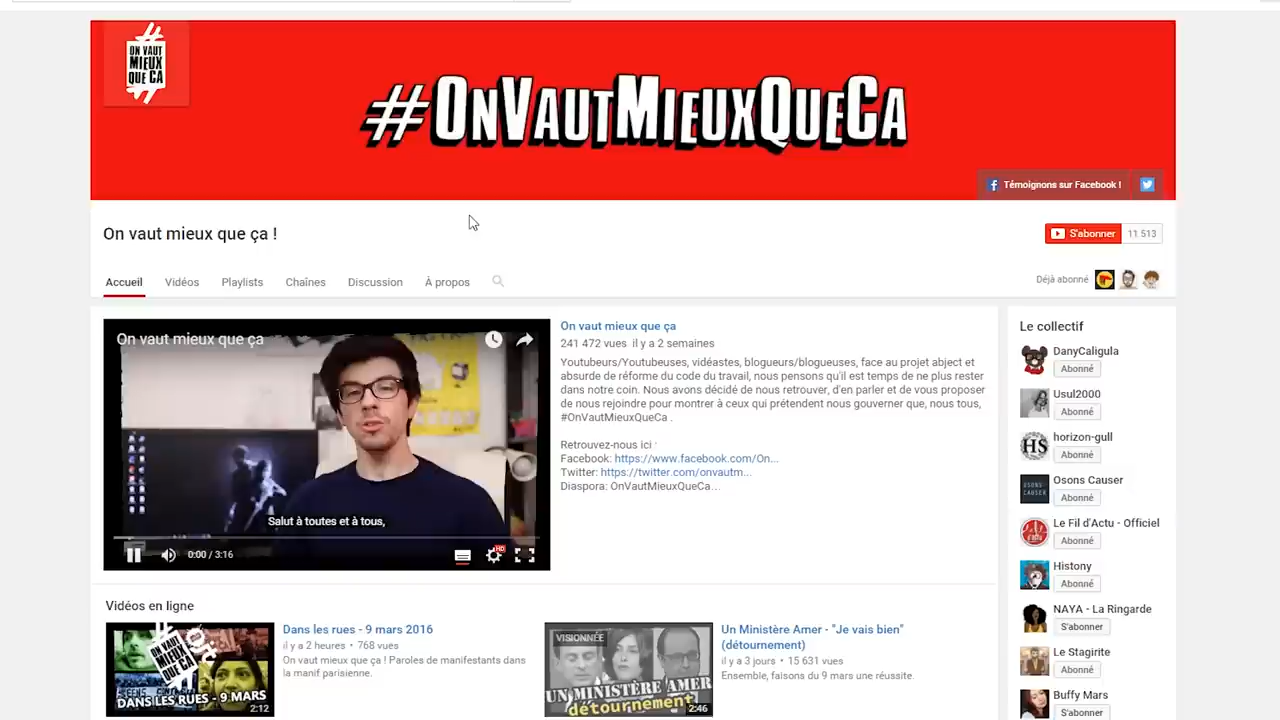 ON VAUT
MIEUX
QUE CA
#ONVAUTMIEUXQUECA
Témoignons sur Facebook !
On vaut mieux que ça !
S'abonner 11 513
Accueil Vidéos Playlists Chaînes Discussion À propos
Déjà abonné
On vaut mieux que ça
Salut à toutes et à tous,
0:00 / 3:16
HD
On vaut mieux que ça
241 472 vues il y a 2 semaines
Youtubeurs/Youtubeuses, vidéastes, blogueurs/blogueuses, face au projet abject et
absurde de réforme du code du travail, nous pensons qu'il est temps de ne plus rester
dans notre coin. Nous avons décidé de nous retrouver, d'en parler et de vous proposer
de nous rejoindre pour montrer à ceux qui prétendent nous gouverner que, nous tous,
#OnVautMieuxQueCa .
Retrouvez-nous ici :
Facebook: https://www.facebook.com/On...
Twitter: https://twitter.com/onvautm...
Diaspora: OnVautMieuxQueCa...
Le collectif
DanyCaligula
Abonné
Usul2000
Abonné
HS
horizon-gull
Abonné
OSONS
CAUSER
Osons Causer
Abonné
Le Fil d'Actu - Officiel
Abonné
Histony
Abonné
NAYA - La Ringarde
S'abonner
Le Stagirite
Abonné
Buffy Mars
S'abonner
Vidéos en ligne
ON VAUT
MIEUX
QUE CA
DANS LES RUES - 9 MARS
2:12
Dans les rues - 9 mars 2016
il y a 2 heures • 768 vues
On vaut mieux que ça ! Paroles de manifestants dans
la manif parisienne.
VISIONNÉE
UN MINISTÈRE AMER
détournement
2:46
Un Ministère Amer - "Je vais bien"
(détournement)
il y a 3 jours • 15 631 vues
Ensemble, faisons du 9 mars une réussite.